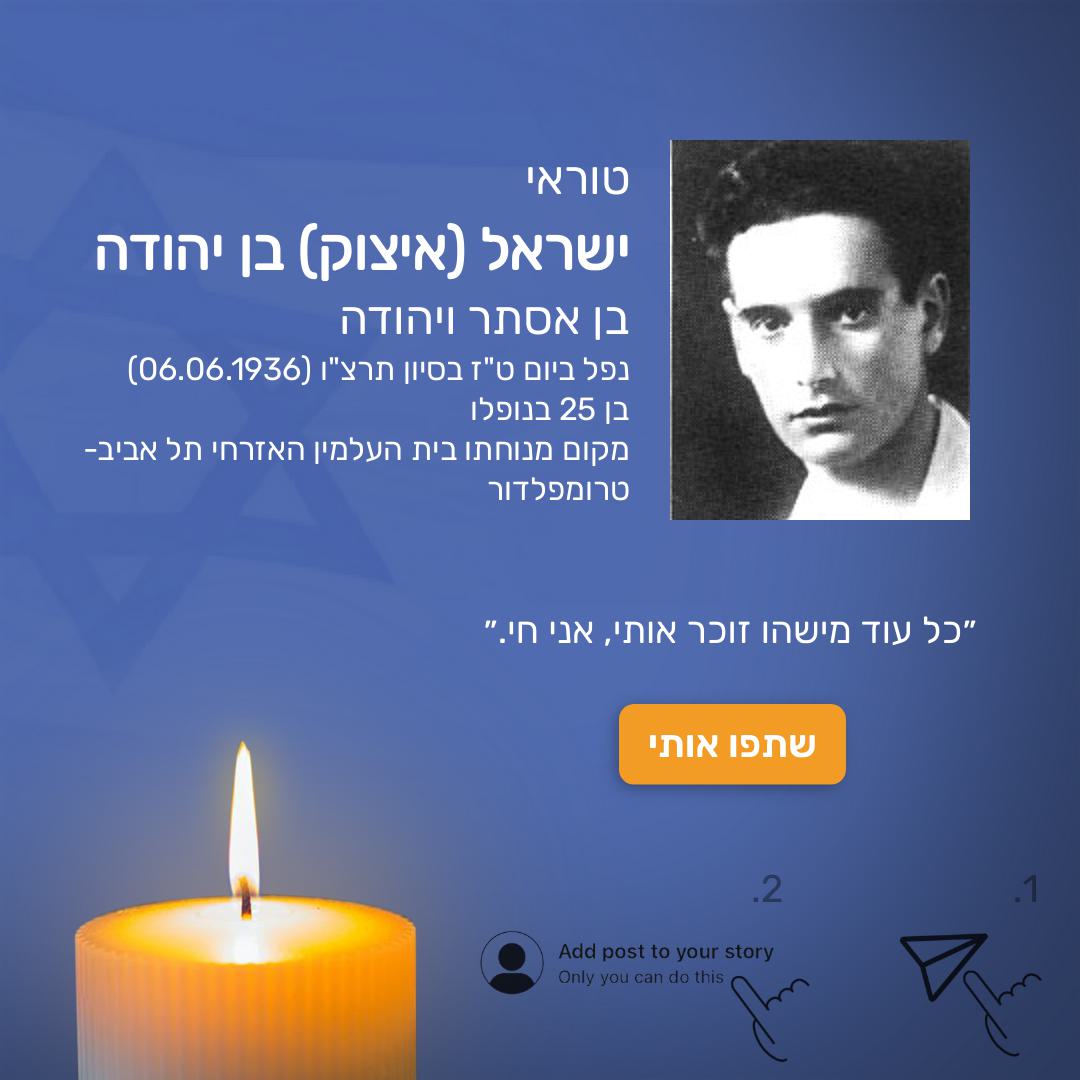 טוראי
ישראל (איצוק) בן יהודה
בן אסתר ויהודה
נפל ביום ט"ז בסיון תרצ"ו (06.06.1936)
בן 25 בנופלו
מקום מנוחתו בית העלמין האזרחי תל אביב-
טרומפלדור
״כל עוד מישהו זוכר אותי, אני חי.״
שתפו אותי
.1
.2
Add post to your story
Only you can do this